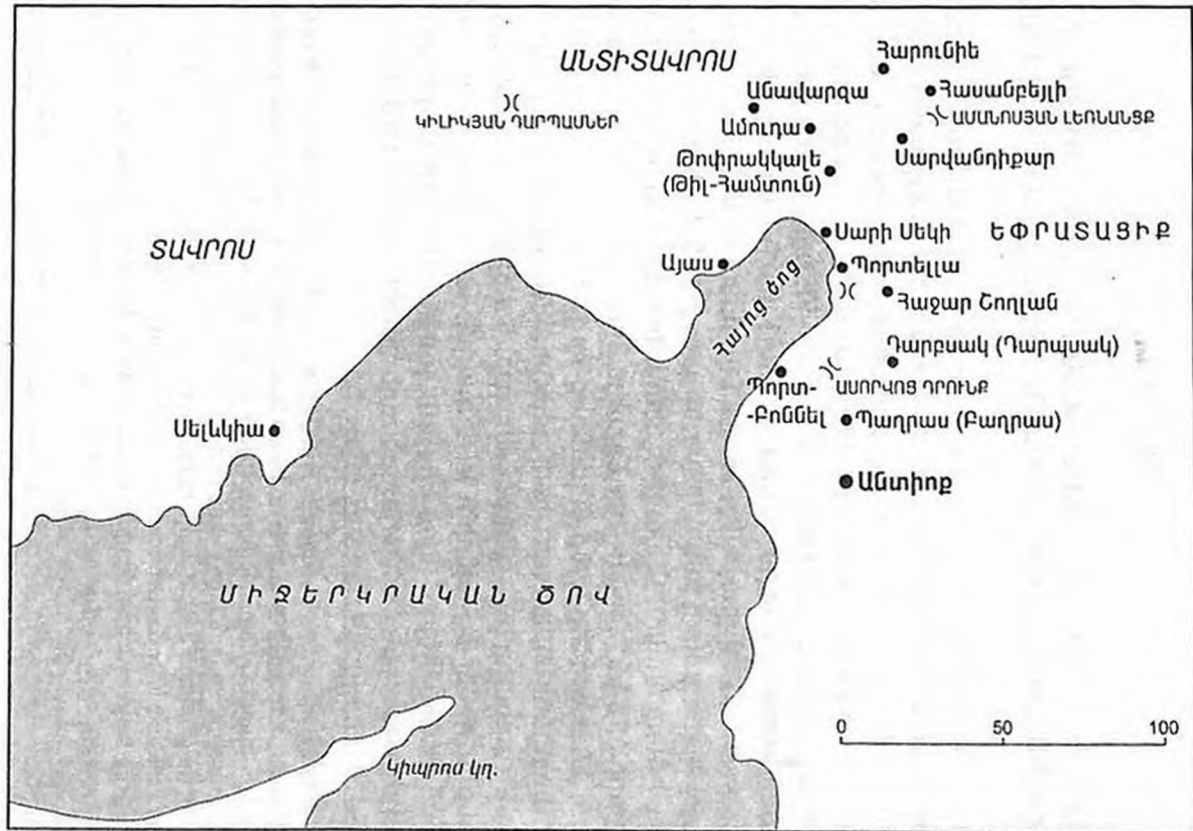 ԱՆՏԻՏԱՎՐՈՍ
Հարունիե
Հասանբեյլի
Անավարզա
ԿԻԼԻԿՅԱՆ ԴԱՐՊԱՍՆԵՐ
ԱՄԱՆՈՍՅԱՆ ԼԵՌՆԱՆՑՔ
Ամուդա
Սարվանդիքար
Թոփրակկալե
(Թիլ-Համտուն)
ՏԱՎՐՈՍ
Սարի Սեկի
ԵՓՐԱՏԱՑԻՔ
Այաս
Պորտելլա
Հայոց ծոց
Հաջար Շողլան
Դարբսակ (Դարպսակ)
Պորտ-
-Բոննել
ԱՍՈՐՎՈՑ ԴՐՈՒՆՔ
Պաղրաս (Բաղրաս)
Սելևկիա
Անտիոք
ՄԻՋԵՐԿՐԱԿԱՆ ԾՈՎ
0 50 100
Կիպրոս կղ.